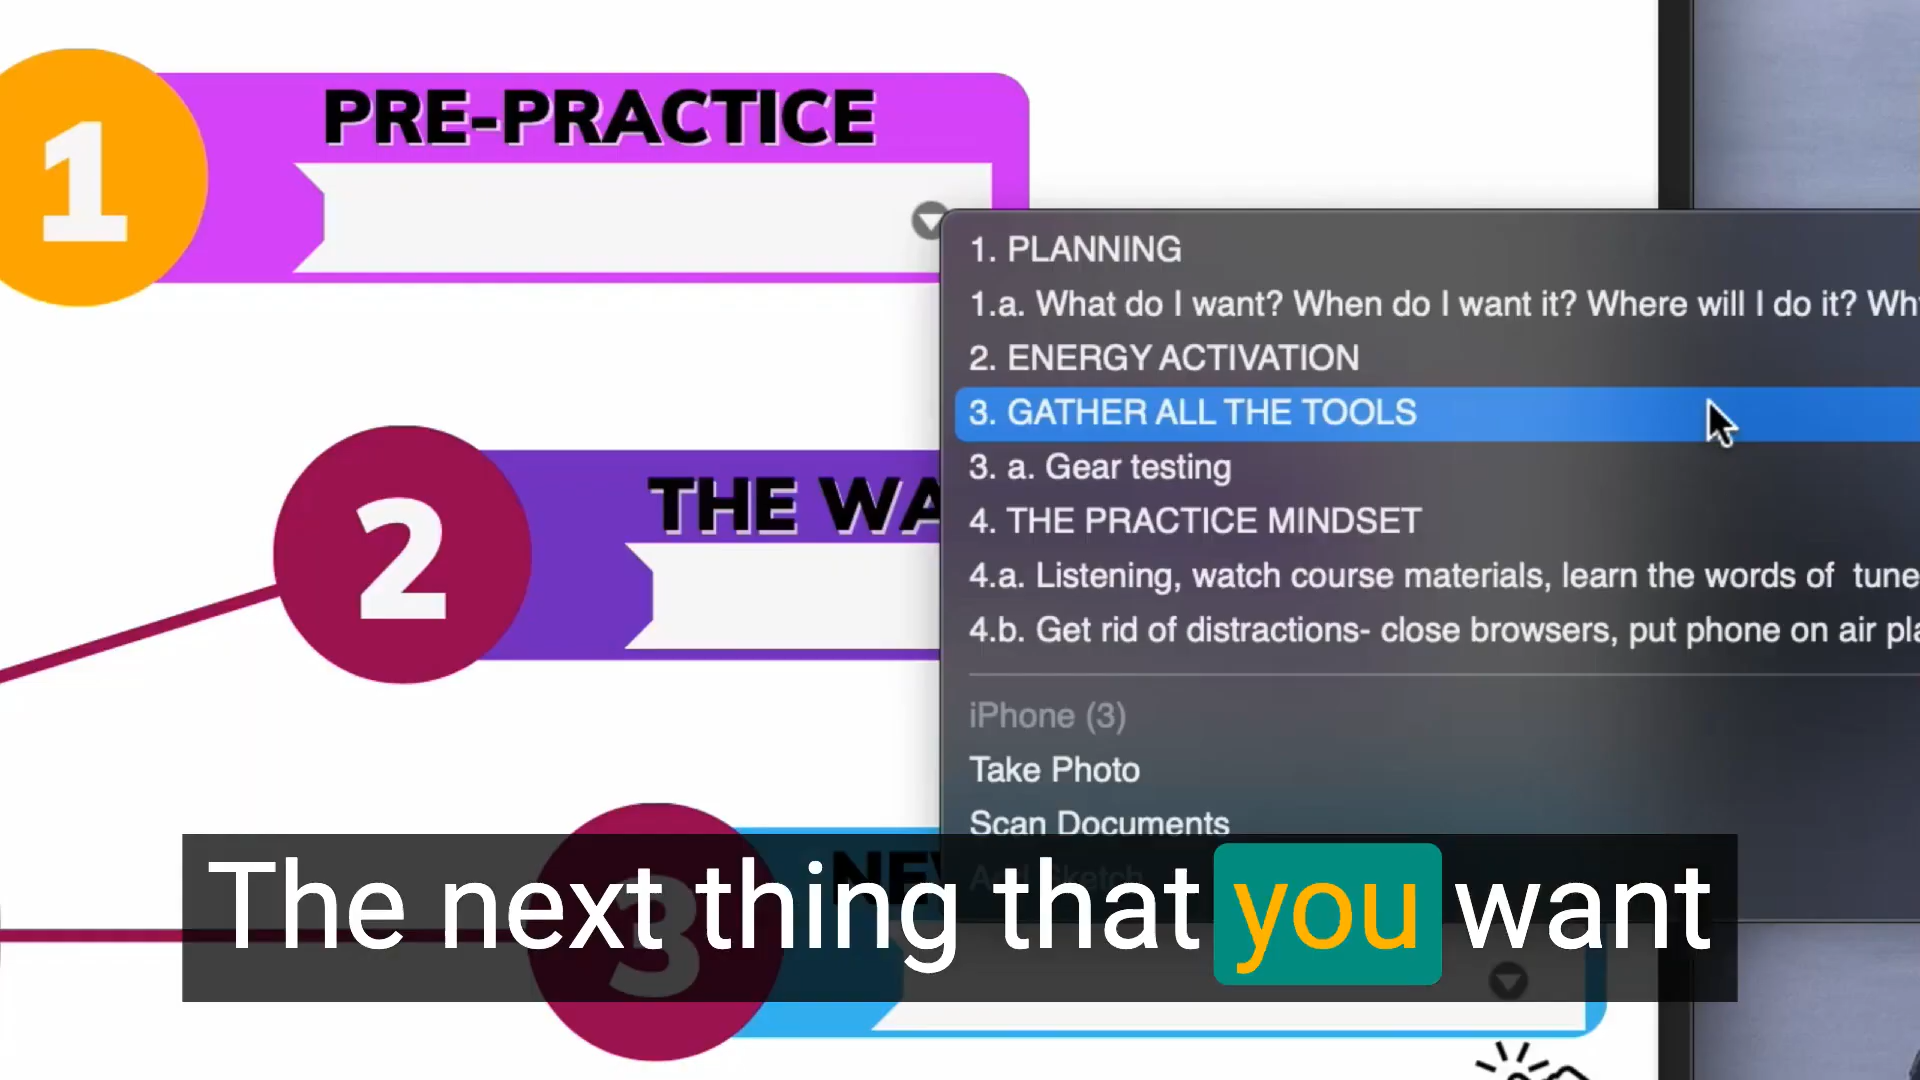 1
PRE-PRACTICE
1. PLANNING
1.a. What do I want? When do I want it? Where will I do it?
2. ENERGY ACTIVATION
3. GATHER ALL THE TOOLS
3. a. Gear testing
4. THE PRACTICE MINDSET
4.a. Listening, watch course materials, learn the words of tune
4.b. Get rid of distractions- close browsers, put phone on air
iPhone (3)
Take Photo
Scan Documents
Add Sketch
2
THE WA
3
The next thing that you want